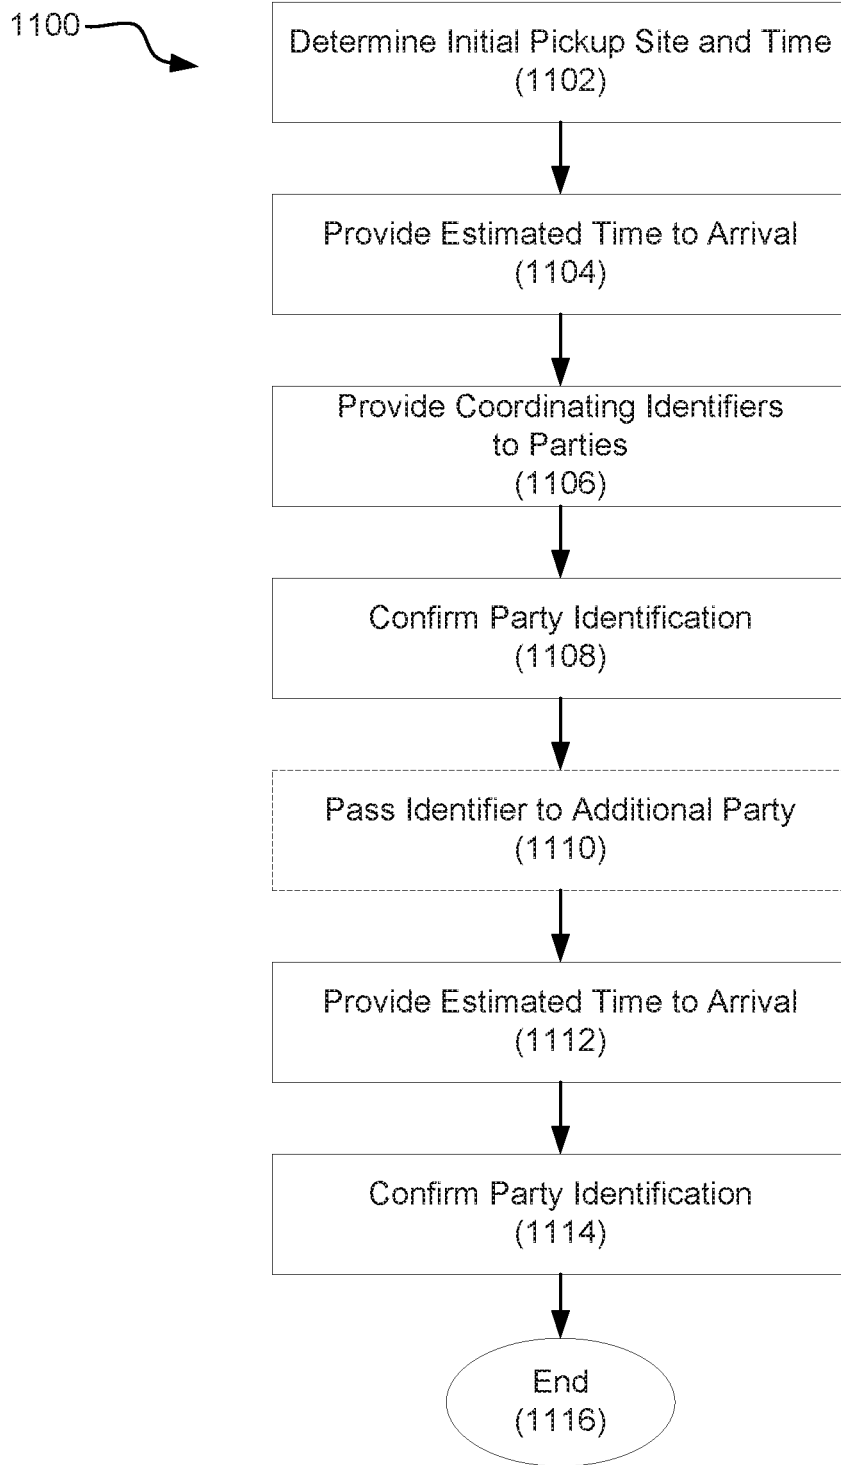 1100
Determine Initial Pickup Site and Time
(1102)
Provide Estimated Time to Arrival
(1104)
Provide Coordinating Identifiers
to Parties
(1106)
Confirm Party Identification
(1108)
Pass Identifier to Additional Party
(1110)
Provide Estimated Time to Arrival
(1112)
Confirm Party Identification
(1114)
End
(1116)